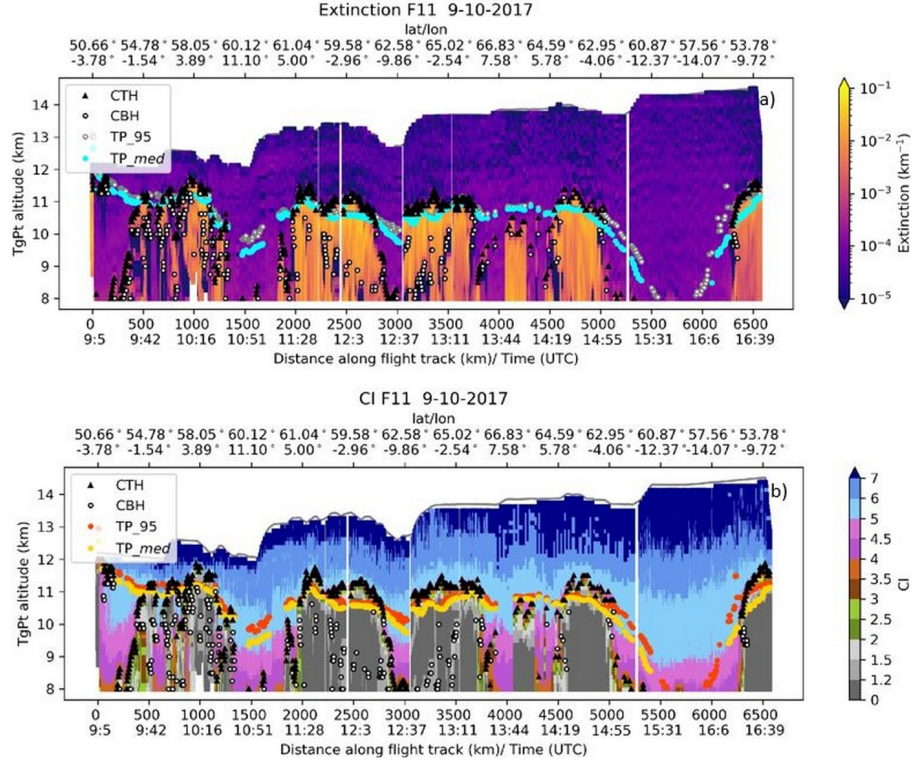 Extinction F11 9-10-2017
lat/lon
50.66° 54.78° 58.05° 60.12° 61.04° 59.58° 62.58° 65.02° 66.83° 64.59° 62.95° 60.87° 57.56° 53.78°
-3.78° -1.54° 3.89° 11.10° 5.00° -2.96° -9.86° -2.54° 7.58° 5.78° -4.06° -12.37° -14.07° -9.72°
a)
CTH
CBH
TP_95
TP_med
TgPt altitude (km)
14
13
12
11
10
9
8
0 500 1000 1500 2000 2500 3000 3500 4000 4500 5000 5500 6000 6500
9:5 9:42 10:16 10:51 11:28 12:3 12:37 13:11 13:44 14:19 14:55 15:31 16:6 16:39
Distance along flight track (km)/ Time (UTC)
10⁻¹
10⁻²
10⁻³
10⁻⁴
10⁻⁵
Extinction (km⁻¹)
CI F11 9-10-2017
lat/lon
50.66° 54.78° 58.05° 60.12° 61.04° 59.58° 62.58° 65.02° 66.83° 64.59° 62.95° 60.87° 57.56° 53.78°
-3.78° -1.54° 3.89° 11.10° 5.00° -2.96° -9.86° -2.54° 7.58° 5.78° -4.06° -12.37° -14.07° -9.72°
b)
CTH
CBH
TP_95
TP_med
TgPt altitude (km)
14
13
12
11
10
9
8
0 500 1000 1500 2000 2500 3000 3500 4000 4500 5000 5500 6000 6500
9:5 9:42 10:16 10:51 11:28 12:3 12:37 13:11 13:44 14:19 14:55 15:31 16:6 16:39
Distance along flight track (km)/ Time (UTC)
7
6
5
4.5
4
3.5
3
2.5
2
1.5
1.2
0
CI